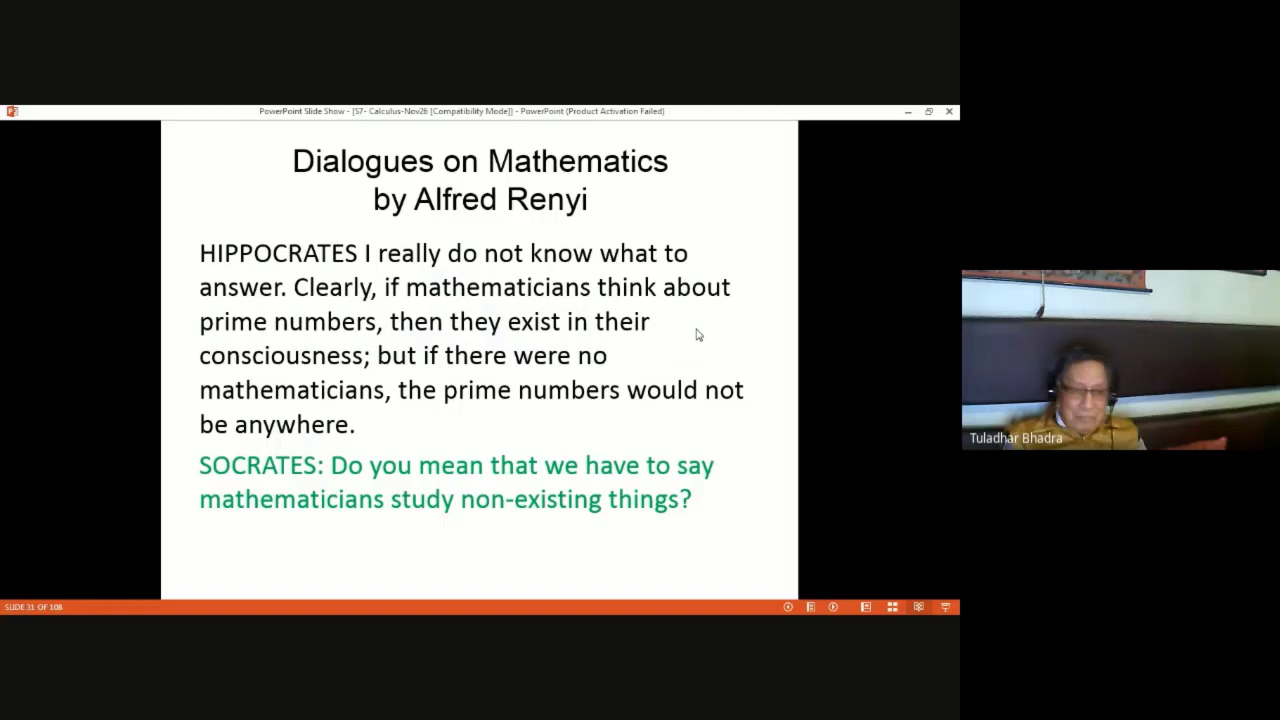 PowerPoint Slide Show - [57- Calculus-Nov26 [Compatibility Mode]] - PowerPoint (Product Activation Failed)
Dialogues on Mathematics
by Alfred Renyi
HIPPOCRATES I really do not know what to
answer. Clearly, if mathematicians think about
prime numbers, then they exist in their
consciousness; but if there were no
mathematicians, the prime numbers would not
be anywhere.
SOCRATES: Do you mean that we have to say
mathematicians study non-existing things?
Tuladhar Bhadra
SLIDE 31 OF 108